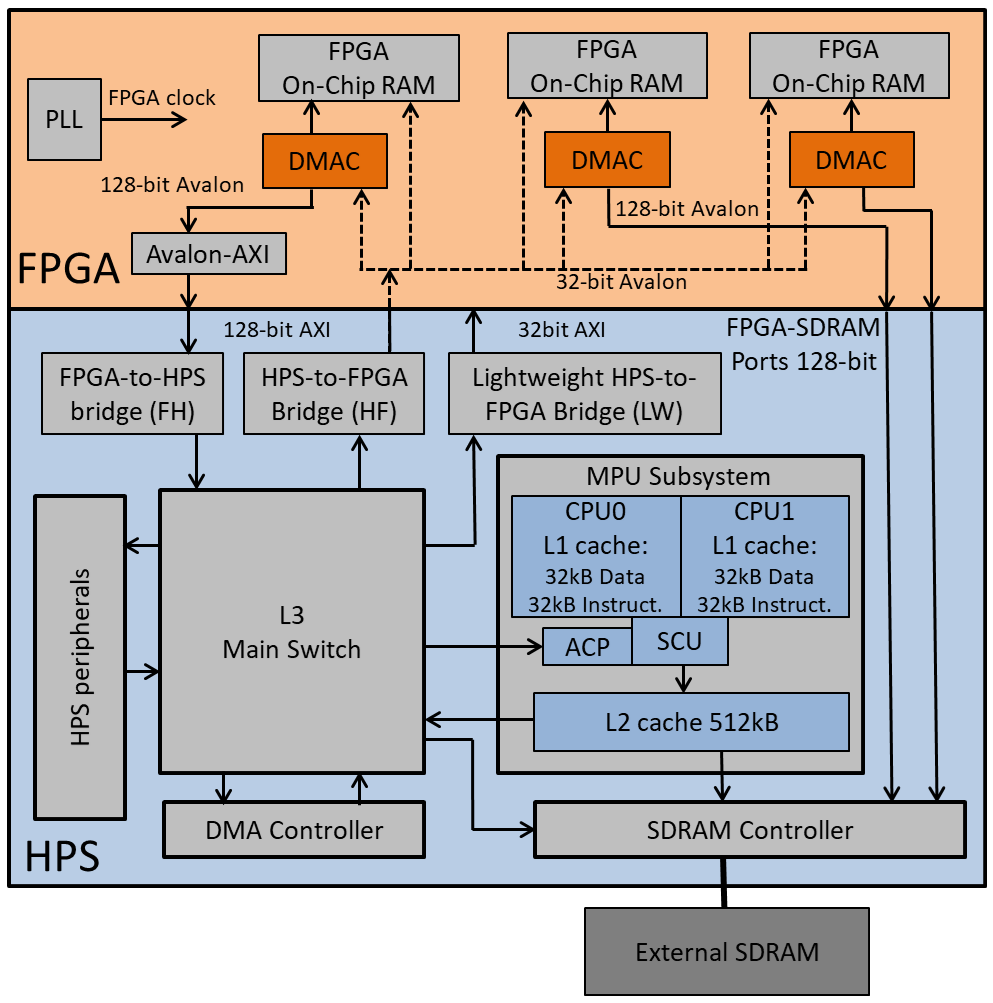 FPGA
On-Chip RAM
FPGA
On-Chip RAM
FPGA
On-Chip RAM
PLL
FPGA clock
DMAC
DMAC
DMAC
128-bit Avalon
128-bit Avalon
Avalon-AXI
FPGA
32-bit Avalon
128-bit AXI
32bit AXI
FPGA-SDRAM
Ports 128-bit
FPGA-to-HPS
bridge (FH)
HPS-to-FPGA
Bridge (HF)
Lightweight HPS-to-
FPGA Bridge (LW)
MPU Subsystem
CPU0
L1 cache:
32kB Data
32kB Instruct.
CPU1
L1 cache:
32kB Data
32kB Instruct.
HPS peripherals
L3
Main Switch
ACP
SCU
L2 cache 512kB
DMA Controller
SDRAM Controller
HPS
External SDRAM